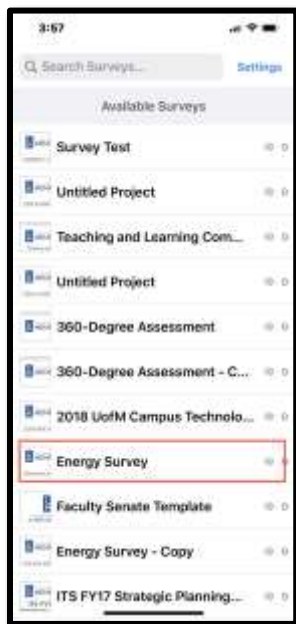 3:57
Search Surveys...
Settings
Available Surveys
Survey Test
Untitled Project
Teaching and Learning Com...
Untitled Project
360-Degree Assessment
360-Degree Assessment - C...
2018 UofM Campus Technolo...
Energy Survey
Faculty Senate Template
Energy Survey - Copy
ITS FY17 Strategic Planning...